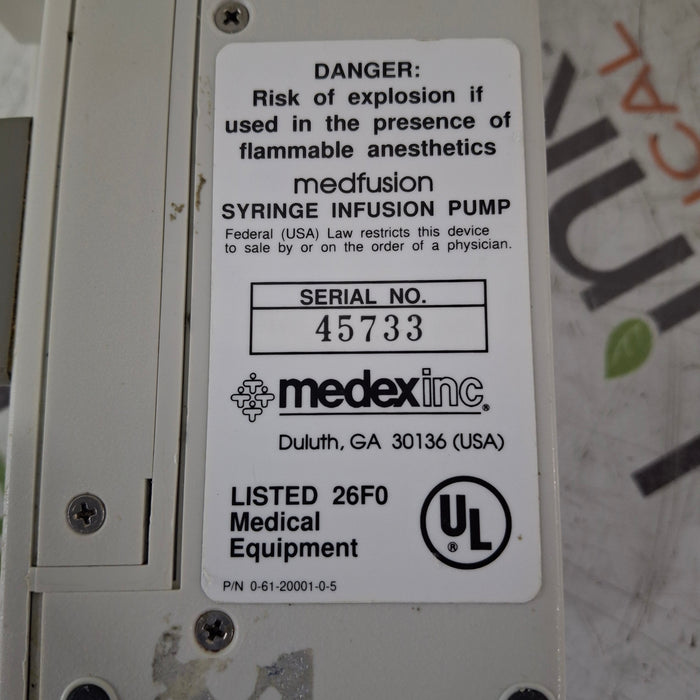 DANGER:
Risk of explosion if
used in the presence of
flammable anesthetics
medfusion
SYRINGE INFUSION PUMP
Federal (USA) Law restricts this device
to sale by or on the order of a physician.
SERIAL NO.
45733
medexinc®
Duluth, GA 30136 (USA)
LISTED 26F0
Medical
Equipment
UL®
P/N 0-61-20001-0-5
ink
CAL